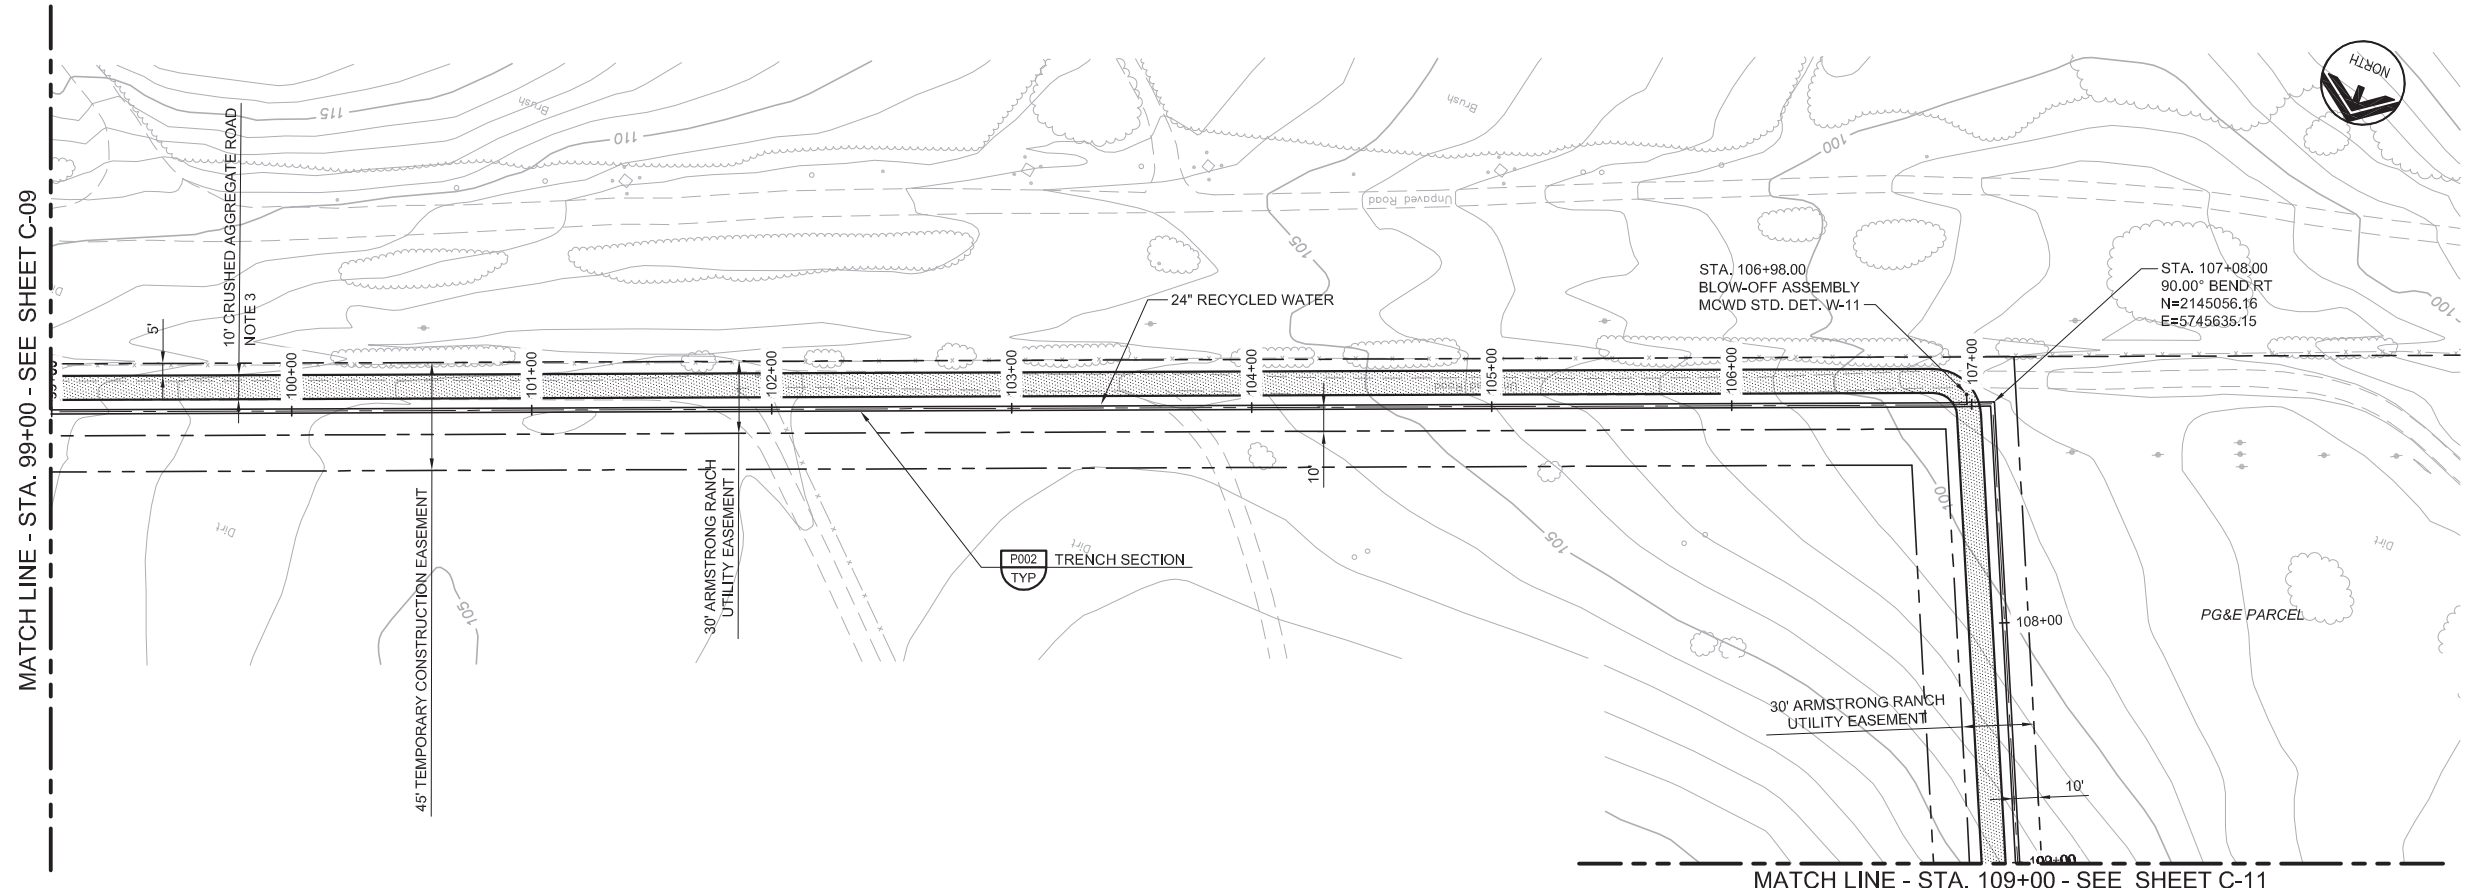 MATCH LINE - STA. 99+00 - SEE SHEET C-09
NORTH
115
110
Brush
Brush
100
105
Unpaved Road
10' CRUSHED AGGREGATE ROAD
NOTE 3
5'
24" RECYCLED WATER
STA. 106+98.00
BLOW-OFF ASSEMBLY
MCWD STD. DET. W-11
STA. 107+08.00
90.00° BEND RT
N=2145056.16
E=5745635.15
100
100+00
101+00
102+00
103+00
104+00
105+00
106+00
107+00
45' TEMPORARY CONSTRUCTION EASEMENT
30' ARMSTRONG RANCH
UTILITY EASEMENT
10'
100
Dirt
Dirt
Dirt
105
105
P002
TYP
TRENCH SECTION
108+00
PG&E PARCEL
30' ARMSTRONG RANCH
UTILITY EASEMENT
10'
109+00
MATCH LINE - STA. 109+00 - SEE SHEET C-11